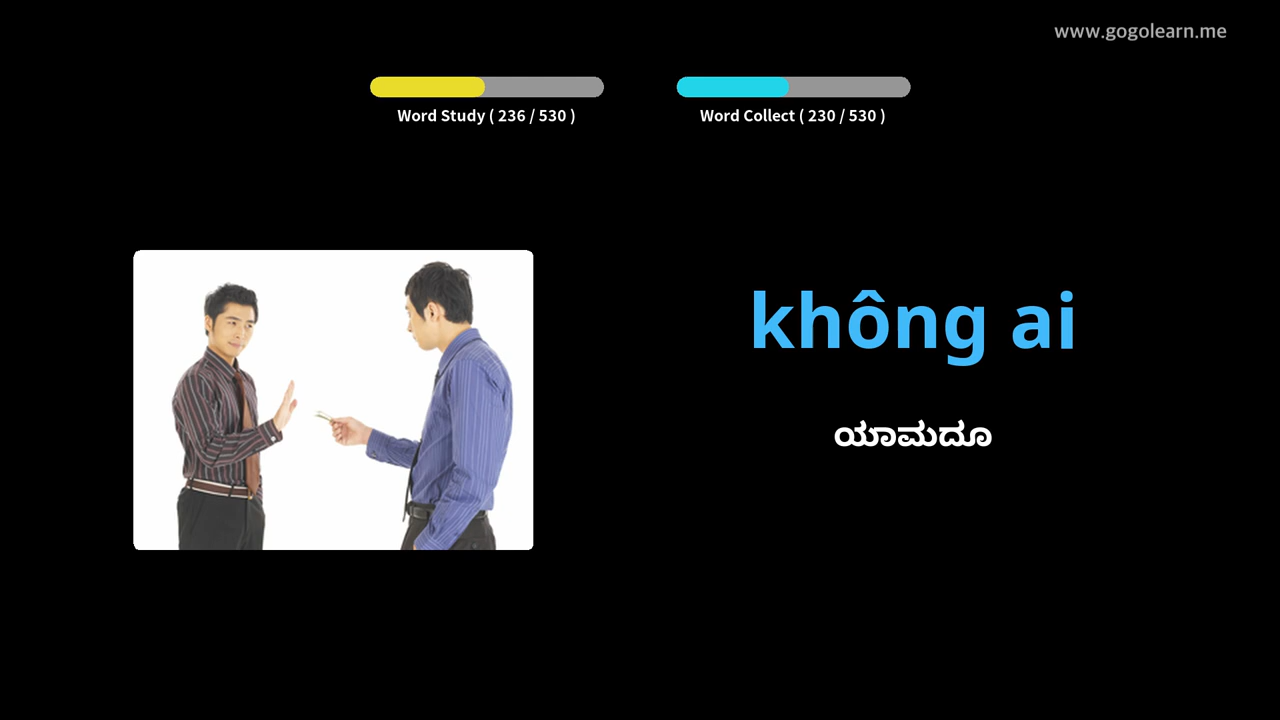 www.gogolearn.me
Word Study ( 236 / 530 )
Word Collect ( 230 / 530 )
không ai
ಯಾಮದೂ